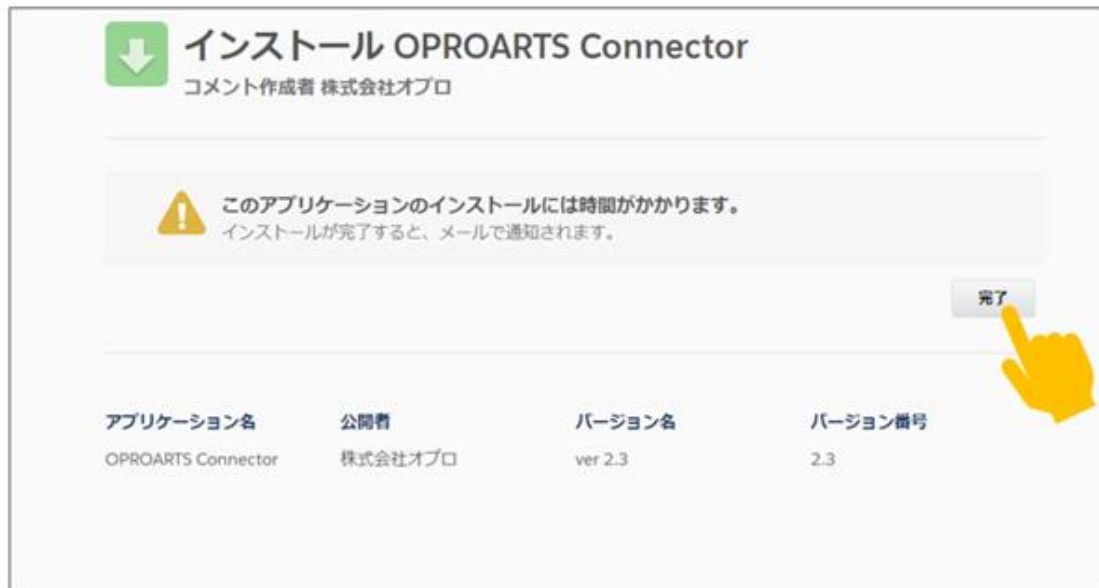 インストール OPROARTS Connector
コメント作成者 株式会社オプロ
このアプリケーションのインストールには時間がかかります。
インストールが完了すると、メールで通知されます。
完了
アプリケーション名 公開者 バージョン名 バージョン番号
OPROARTS Connector 株式会社オプロ ver 2.3 2.3